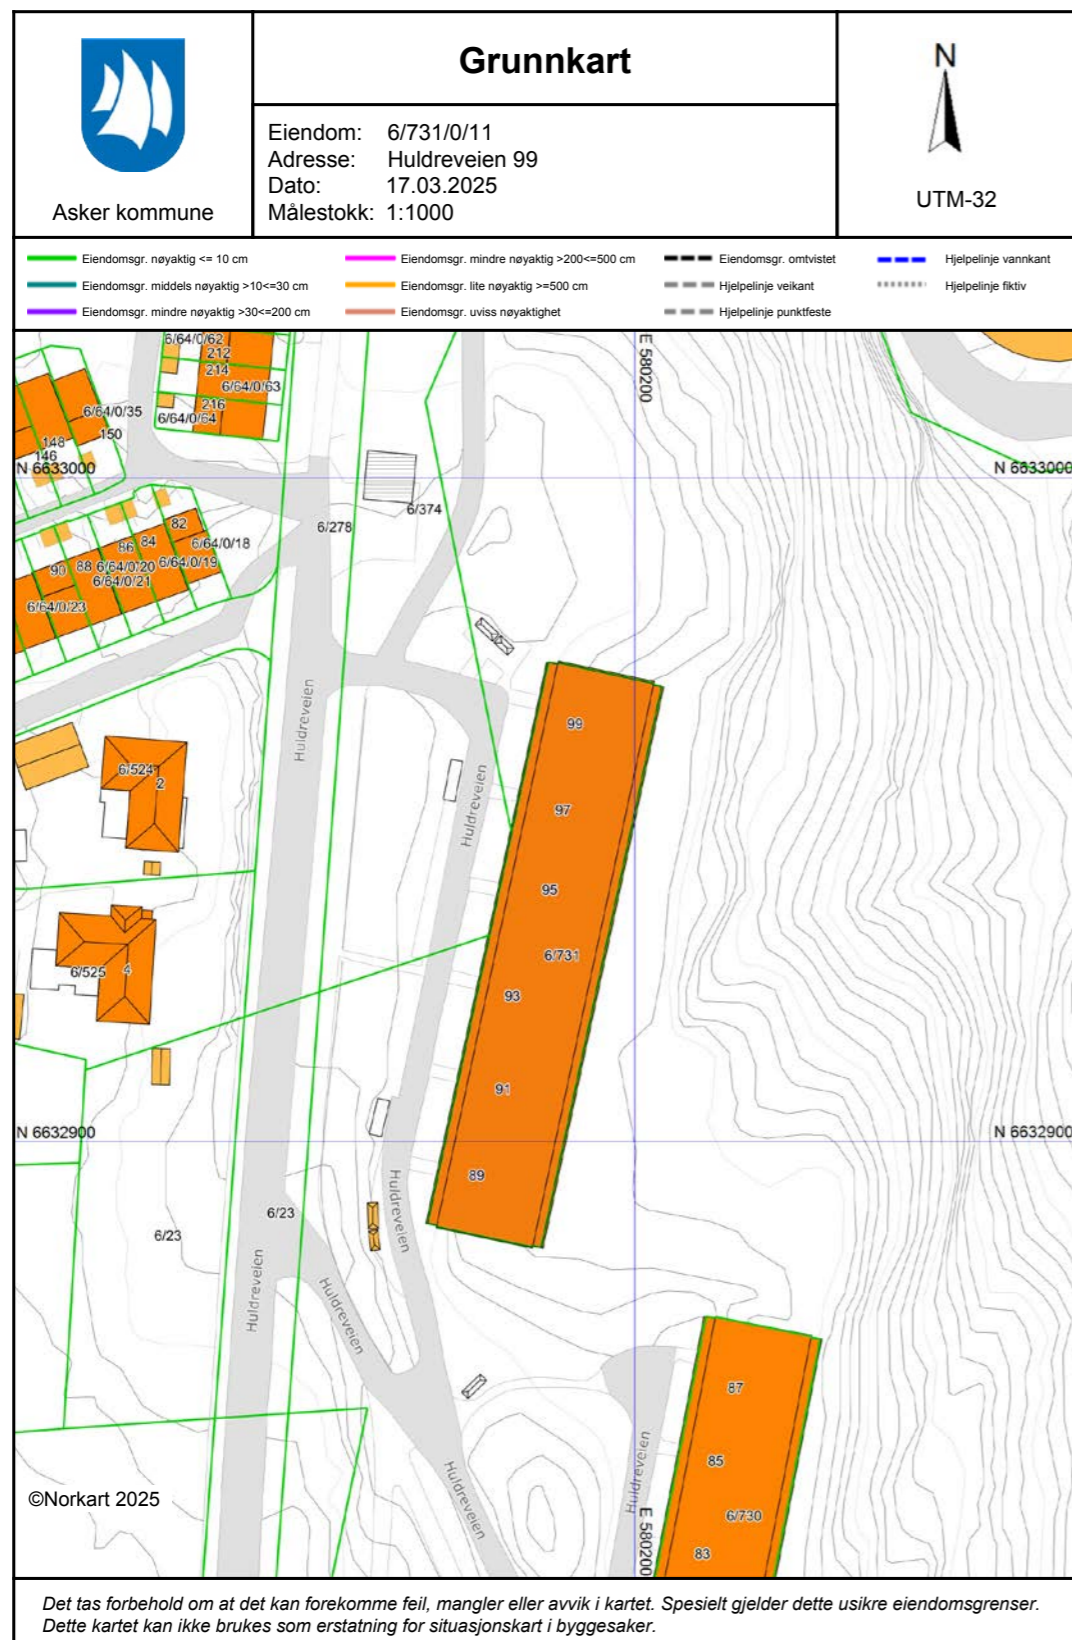 Grunnkart
Asker kommune
Eiendom: 6/731/0/11
Adresse: Huldreveien 99
Dato: 17.03.2025
Målestokk: 1:1000
N
UTM-32
Eiendomsgr. nøyaktig <= 10 cm
Eiendomsgr. middels nøyaktig >10<=30 cm
Eiendomsgr. mindre nøyaktig >30<=200 cm
Eiendomsgr. mindre nøyaktig >200<=500 cm
Eiendomsgr. lite nøyaktig >=500 cm
Eiendomsgr. uviss nøyaktighet
Eiendomsgr. omtvistet
Hjelpelinje veikant
Hjelpelinje punktfeste
Hjelpelinje vannkant
Hjelpelinje fiktiv
6/64/0/62
212
214
6/64/0/63
216
6/64/0/64
6/64/0/35
150
148
146
E 580200
N 6633000
N 6633000
6/374
6/278
82
6/64/0/18
84
86
6/64/0/19
6/64/0/20
88
90
6/64/0/21
6/64/0/23
Huldreveien
Huldreveien
99
97
95
6/731
93
91
89
6/524
2
6/525
4
N 6632900
N 6632900
6/23
6/23
Huldreveien
Huldreveien
Huldreveien
Huldreveien
Huldreveien
87
85
6/730
83
E 580200
©Norkart 2025
Det tas forbehold om at det kan forekomme feil, mangler eller avvik i kartet. Spesielt gjelder dette usikre eiendomsgrenser.
Dette kartet kan ikke brukes som erstatning for situasjonskart i byggesaker.